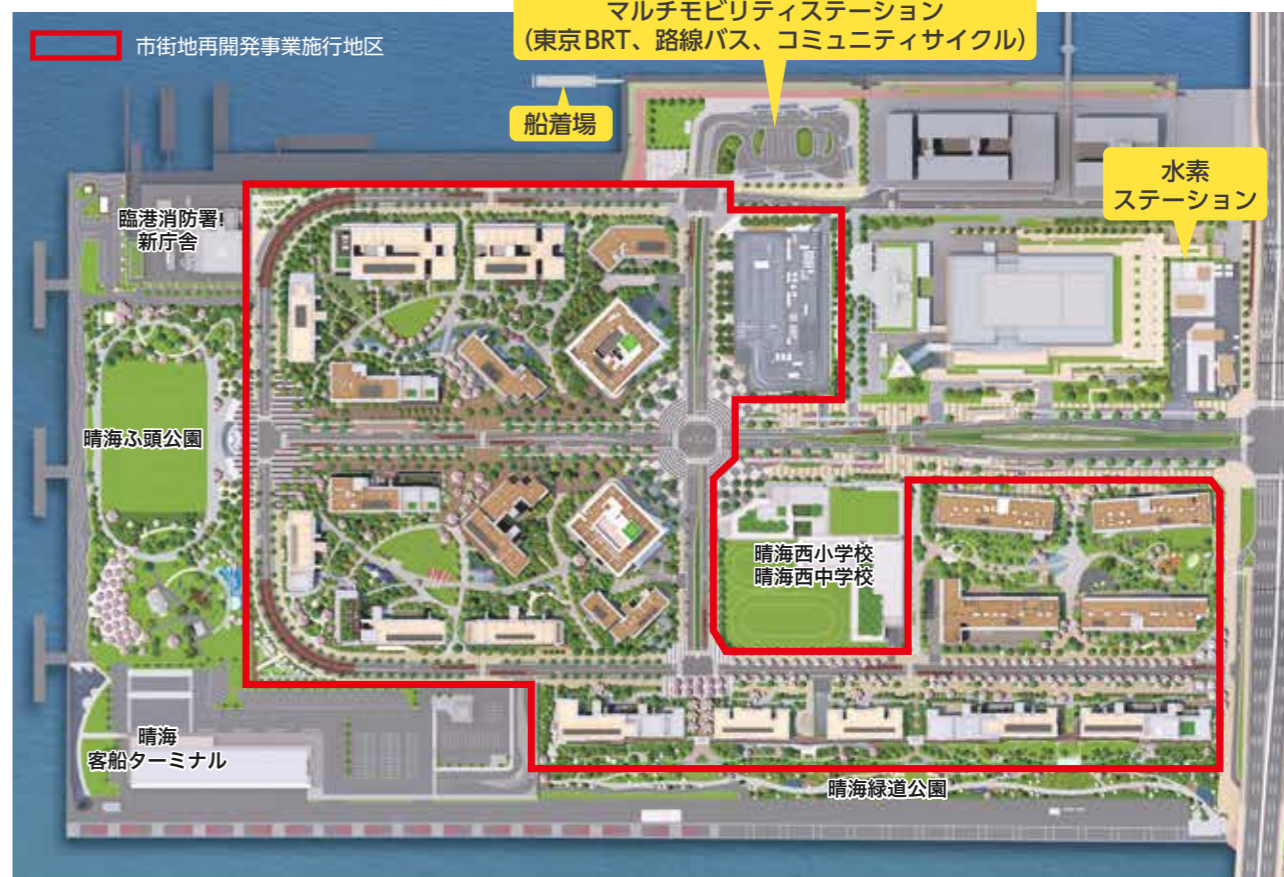 マルチモビリティステーション
(東京BRT、路線バス、コミュニティサイクル)
市街地再開発事業施行地区
船着場
水素
ステーション
臨港消防署
新庁舎
晴海ふ頭公園
晴海西小学校
晴海西中学校
晴海
客船ターミナル
晴海緑道公園